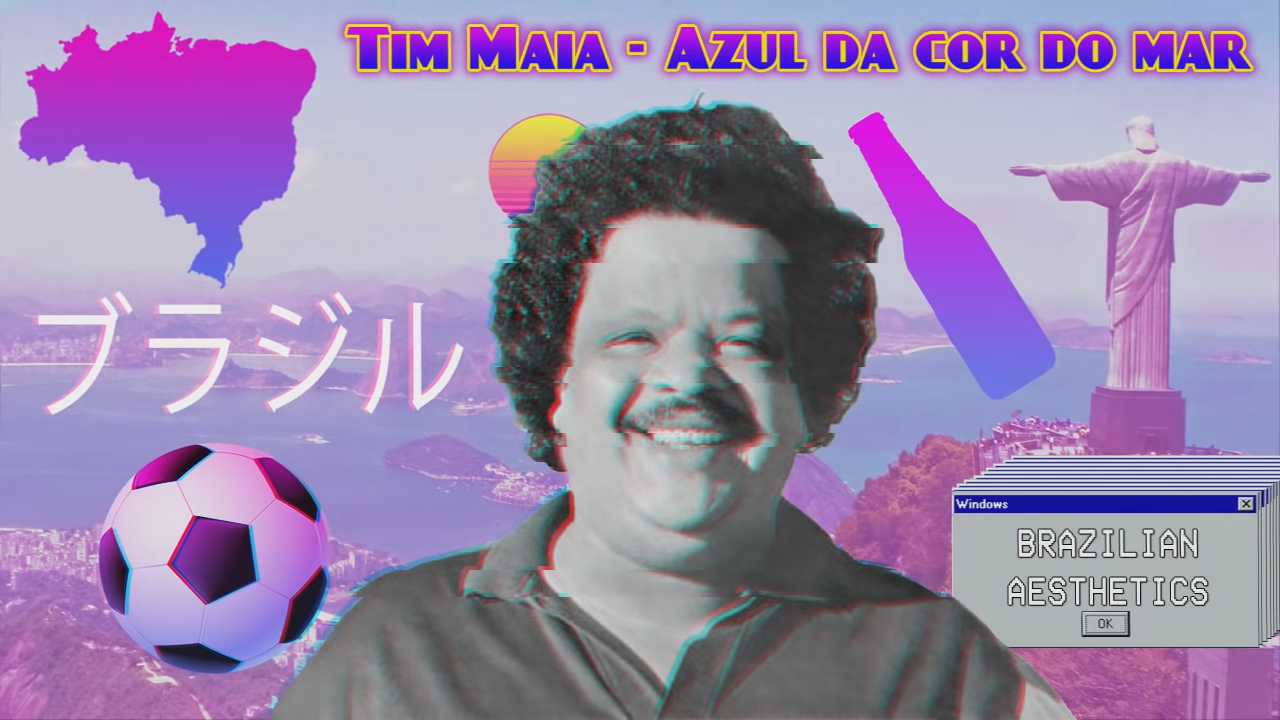 Tim Maia - Azul da cor do mar
ブラジル
Windows
BRAZILIAN
AESTHETICS
OK